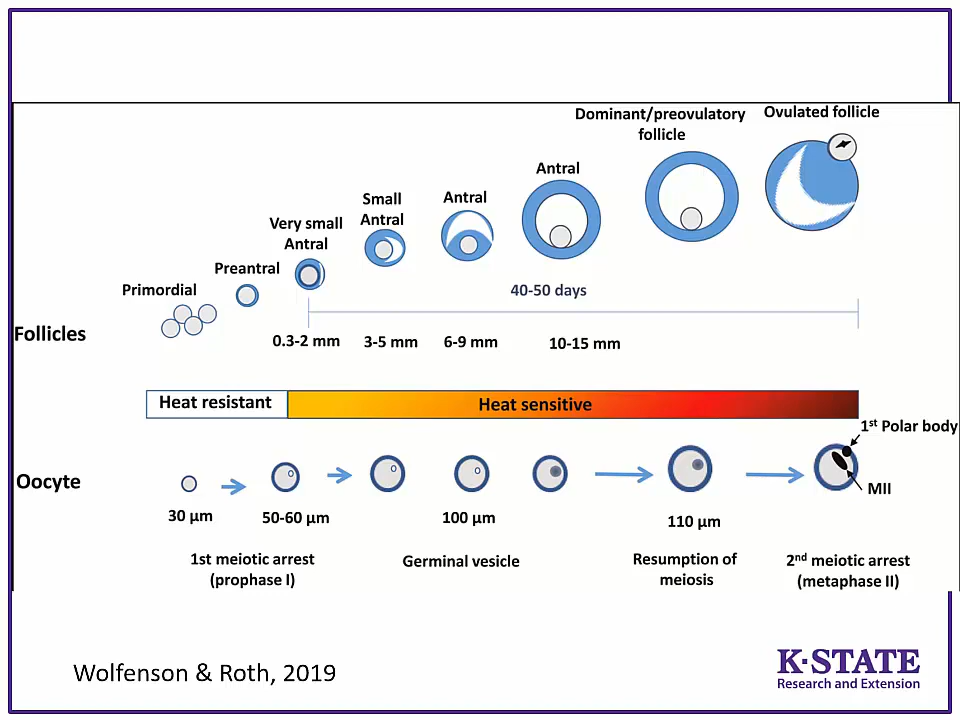 Dominant/preovulatory
follicle
Ovulated follicle
Antral
Small
Antral
Antral
Very small
Antral
Preantral
Primordial
40-50 days
Follicles
0.3-2 mm
3-5 mm
6-9 mm
10-15 mm
Heat resistant
Heat sensitive
1st Polar body
Oocyte
MII
30 µm
50-60 µm
100 µm
110 µm
1st meiotic arrest
(prophase I)
Germinal vesicle
Resumption of
meiosis
2nd meiotic arrest
(metaphase II)
Wolfenson & Roth, 2019
K-STATE
Research and Extension